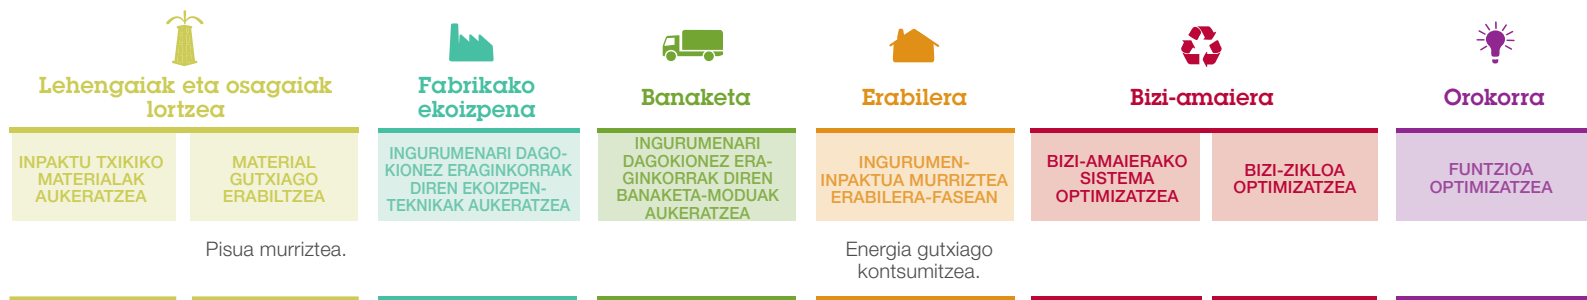 Lehengaiak eta osagaiak
lortzea
Fabrikako
ekoizpena
Banaketa
Erabilera
Bizi-amaiera
Orokorra
INPAKTU TXIKIKO
MATERIALAK
AUKERATZEA
MATERIAL
GUTXIAGO
ERABILTZEA
INGURUMENARI DAGO-
KIONEZ ERAGINKORRAK
DIREN EKOIZPEN-
TEKNIKAK AUKERATZEA
INGURUMENARI
DAGOKIONEZ ERA-
GINKORRAK DIREN
BANAKETA-MODUAK
AUKERATZEA
INGURUMEN-
INPAKTUA MURRIZTEA
ERABILERA-FASEAN
BIZI-AMAIERAKO
SISTEMA
OPTIMIZATZEA
BIZI-ZIKLOA
OPTIMIZATZEA
FUNTZIOA
OPTIMIZATZEA
Pisua murriztea.
Energia gutxiago
kontsumitzea.